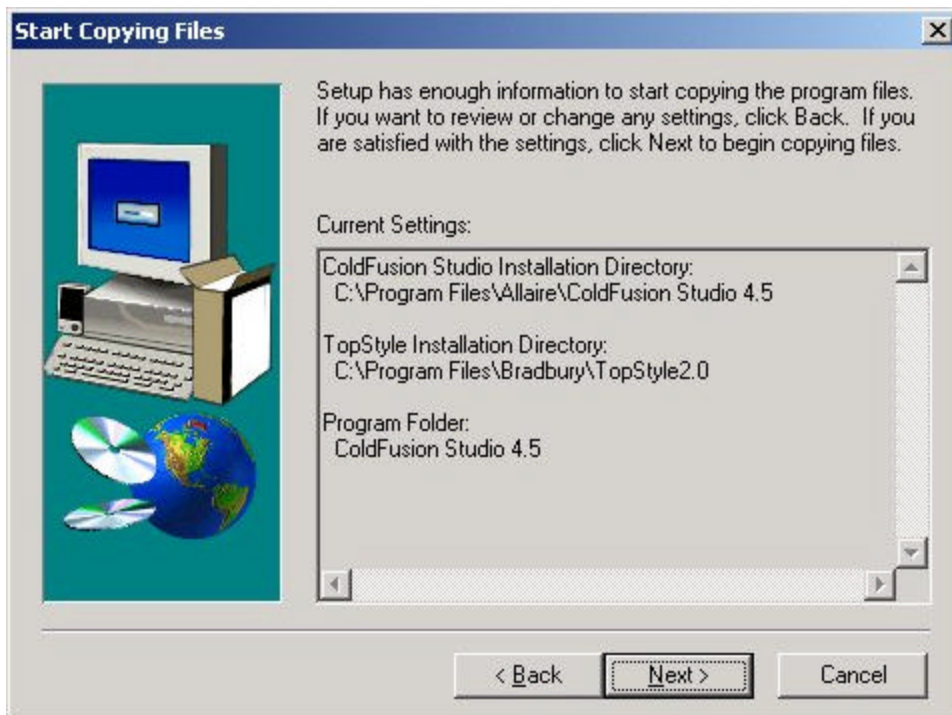 Start Copying Files
Setup has enough information to start copying the program files.
If you want to review or change any settings, click Back.  If you
are satisfied with the settings, click Next to begin copying files.
Current Settings:
ColdFusion Studio Installation Directory:
C:\Program Files\Allaire\ColdFusion Studio 4.5
TopStyle Installation Directory:
C:\Program Files\Bradbury\TopStyle2.0
Program Folder:
ColdFusion Studio 4.5
< Back
Next >
Cancel